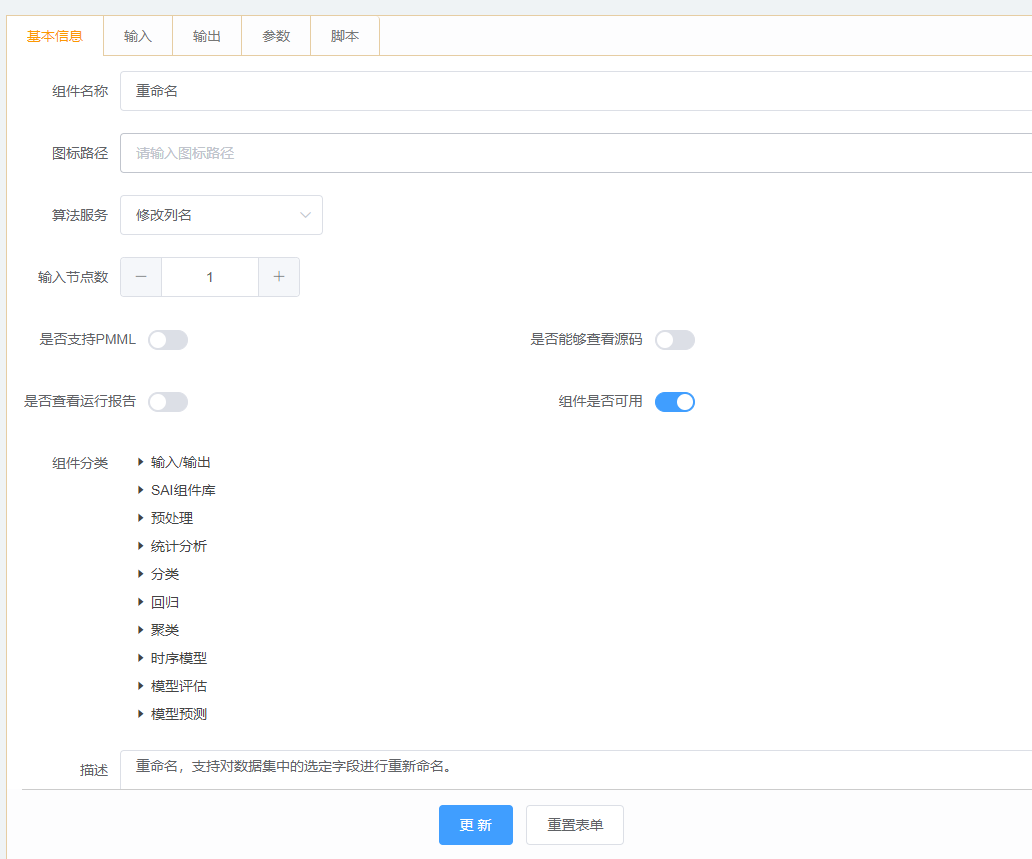 基本信息 输入 输出 参数 脚本
组件名称 重命名
图标路径 请输入图标路径
算法服务 修改列名
输入节点数 － 1 ＋
是否支持PMML 是否能够查看源码
是否查看运行报告 组件是否可用
组件分类 输入/输出
SAI组件库
预处理
统计分析
分类
回归
聚类
时序模型
模型评估
模型预测
描述 重命名，支持对数据集中的选定字段进行重新命名。
更新 重置表单